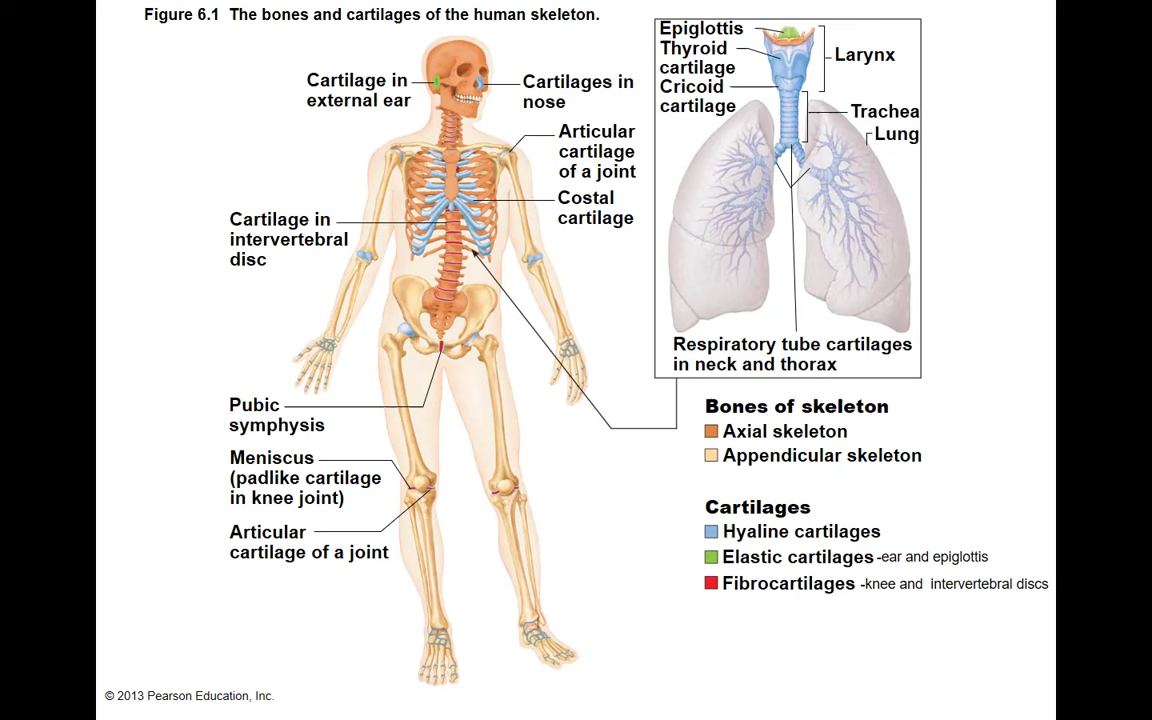 Figure 6.1 The bones and cartilages of the human skeleton.
Cartilage in
external ear
Cartilages in
nose
Articular
cartilage
of a joint
Costal
cartilage
Cartilage in
intervertebral
disc
Pubic
symphysis
Meniscus
(padlike cartilage
in knee joint)
Articular
cartilage of a joint
Epiglottis
Thyroid
cartilage
Cricoid
cartilage
Larynx
Trachea
Lung
Respiratory tube cartilages
in neck and thorax
Bones of skeleton
Axial skeleton
Appendicular skeleton
Cartilages
Hyaline cartilages
Elastic cartilages -ear and epiglottis
Fibrocartilages -knee and intervertebral discs
© 2013 Pearson Education, Inc.